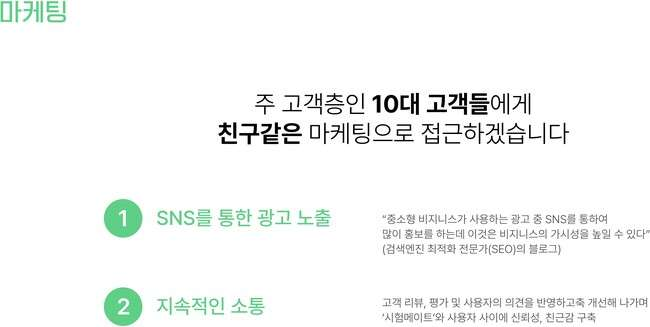 마케팅
주 고객층인 10대 고객들에게
친구같은 마케팅으로 접근하겠습니다
1 SNS를 통한 광고 노출
“중소형 비지니스가 사용하는 광고 중 SNS를 통하여
많이 홍보를 하는데 이것은 비지니스의 가시성을 높일 수 있다”
(검색엔진 최적화 전문가(SEO)의 블로그)
2 지속적인 소통
고객 리뷰, 평가 및 사용자의 의견을 반영하고축 개선해 나가며
‘시험메이트’와 사용자 사이에 신뢰성, 친근감 구축